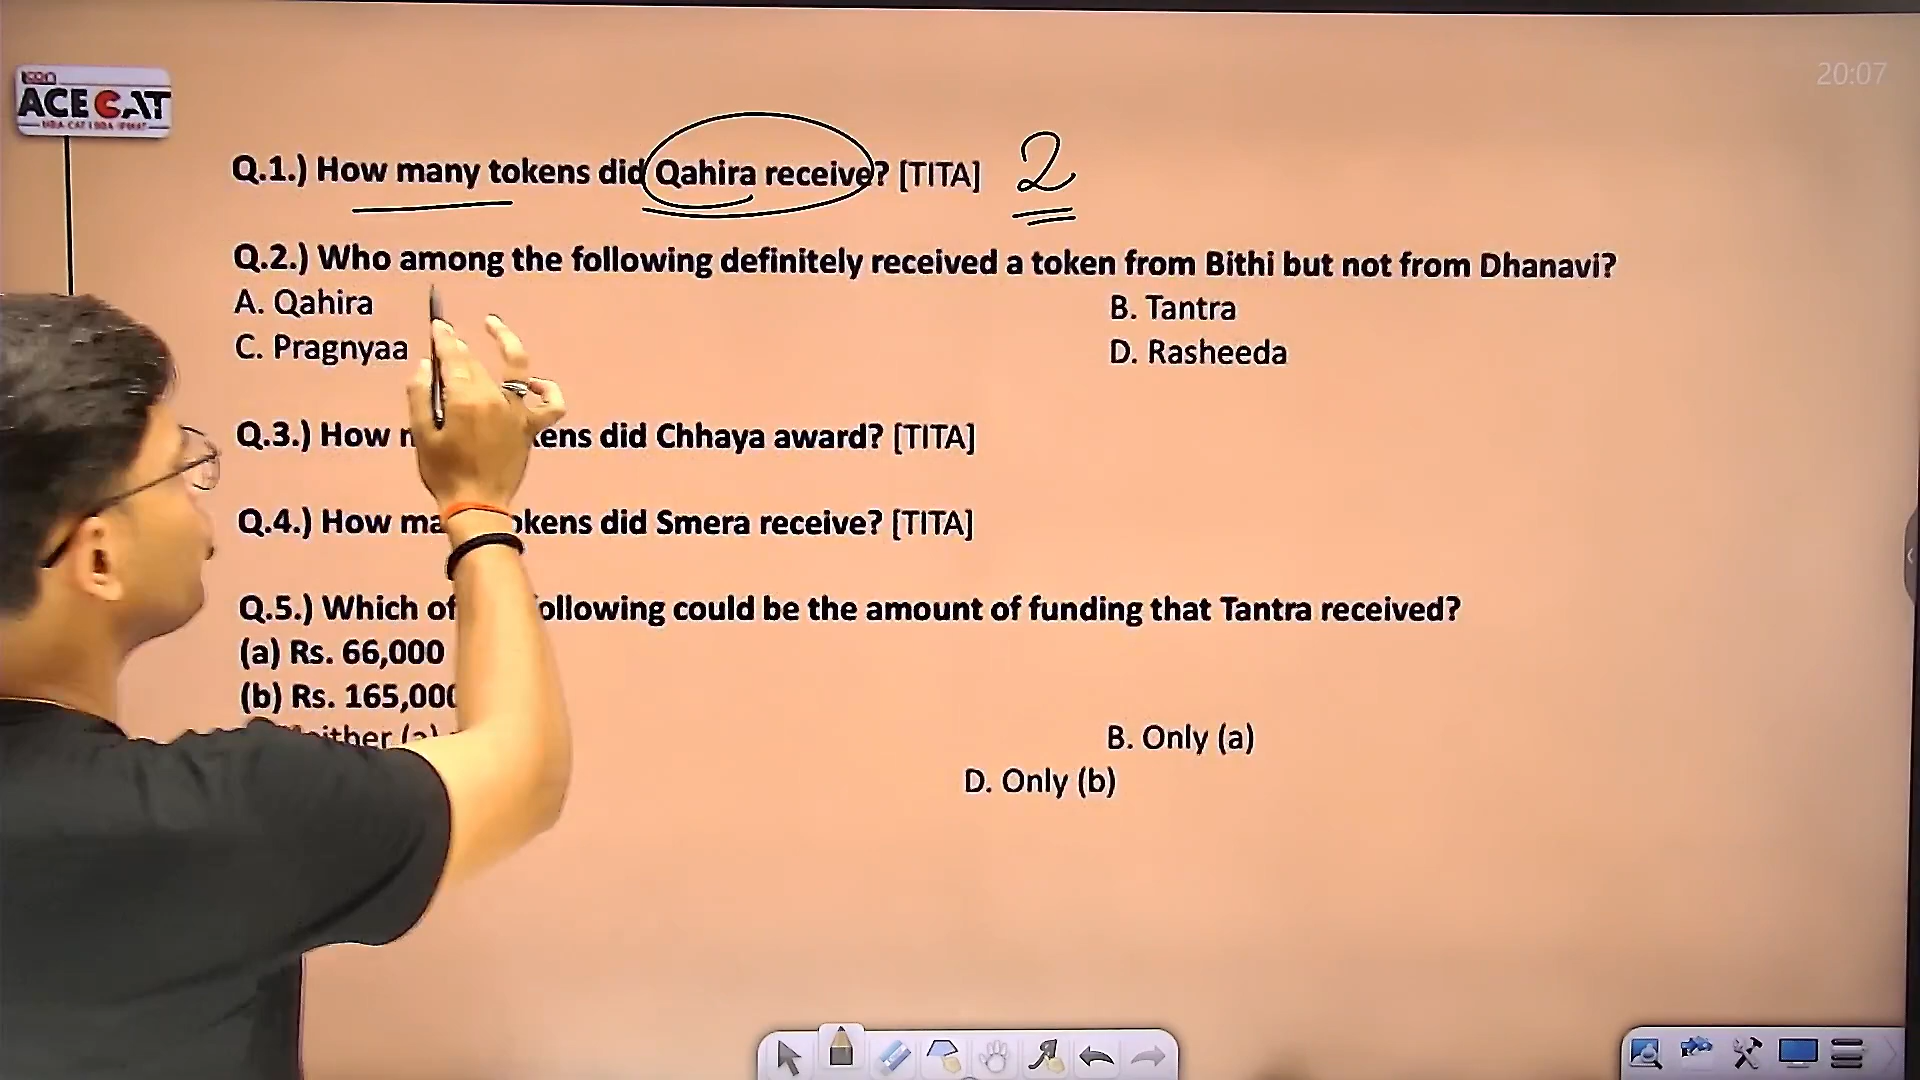 20:07
ACE CAT
Q.1.) How many tokens did Qahira receive? [TITA] 2
Q.2.) Who among the following definitely received a token from Bithi but not from Dhanavi?
A. Qahira B. Tantra
C. Pragnyaa D. Rasheeda
Q.3.) How did Chhaya award? [TITA]
Q.4.) How did Smera receive? [TITA]
Q.5.) Which of could be the amount of funding that Tantra received?
(a) Rs. 66,000
(b) Rs. 165,000
B. Only (a)
D. Only (b)